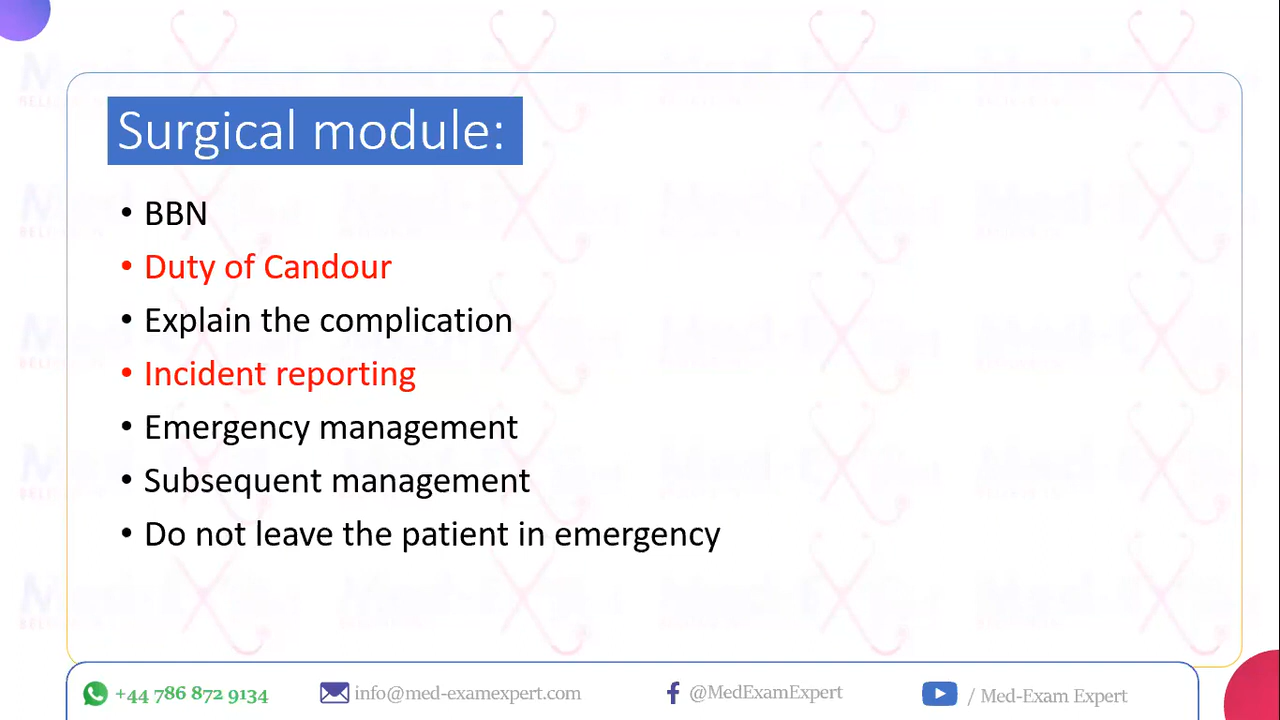 Surgical module:
• BBN
• Duty of Candour
• Explain the complication
• Incident reporting
• Emergency management
• Subsequent management
• Do not leave the patient in emergency
+44 786 872 9134
info@med-examexpert.com
@MedExamExpert
/ Med-Exam Expert